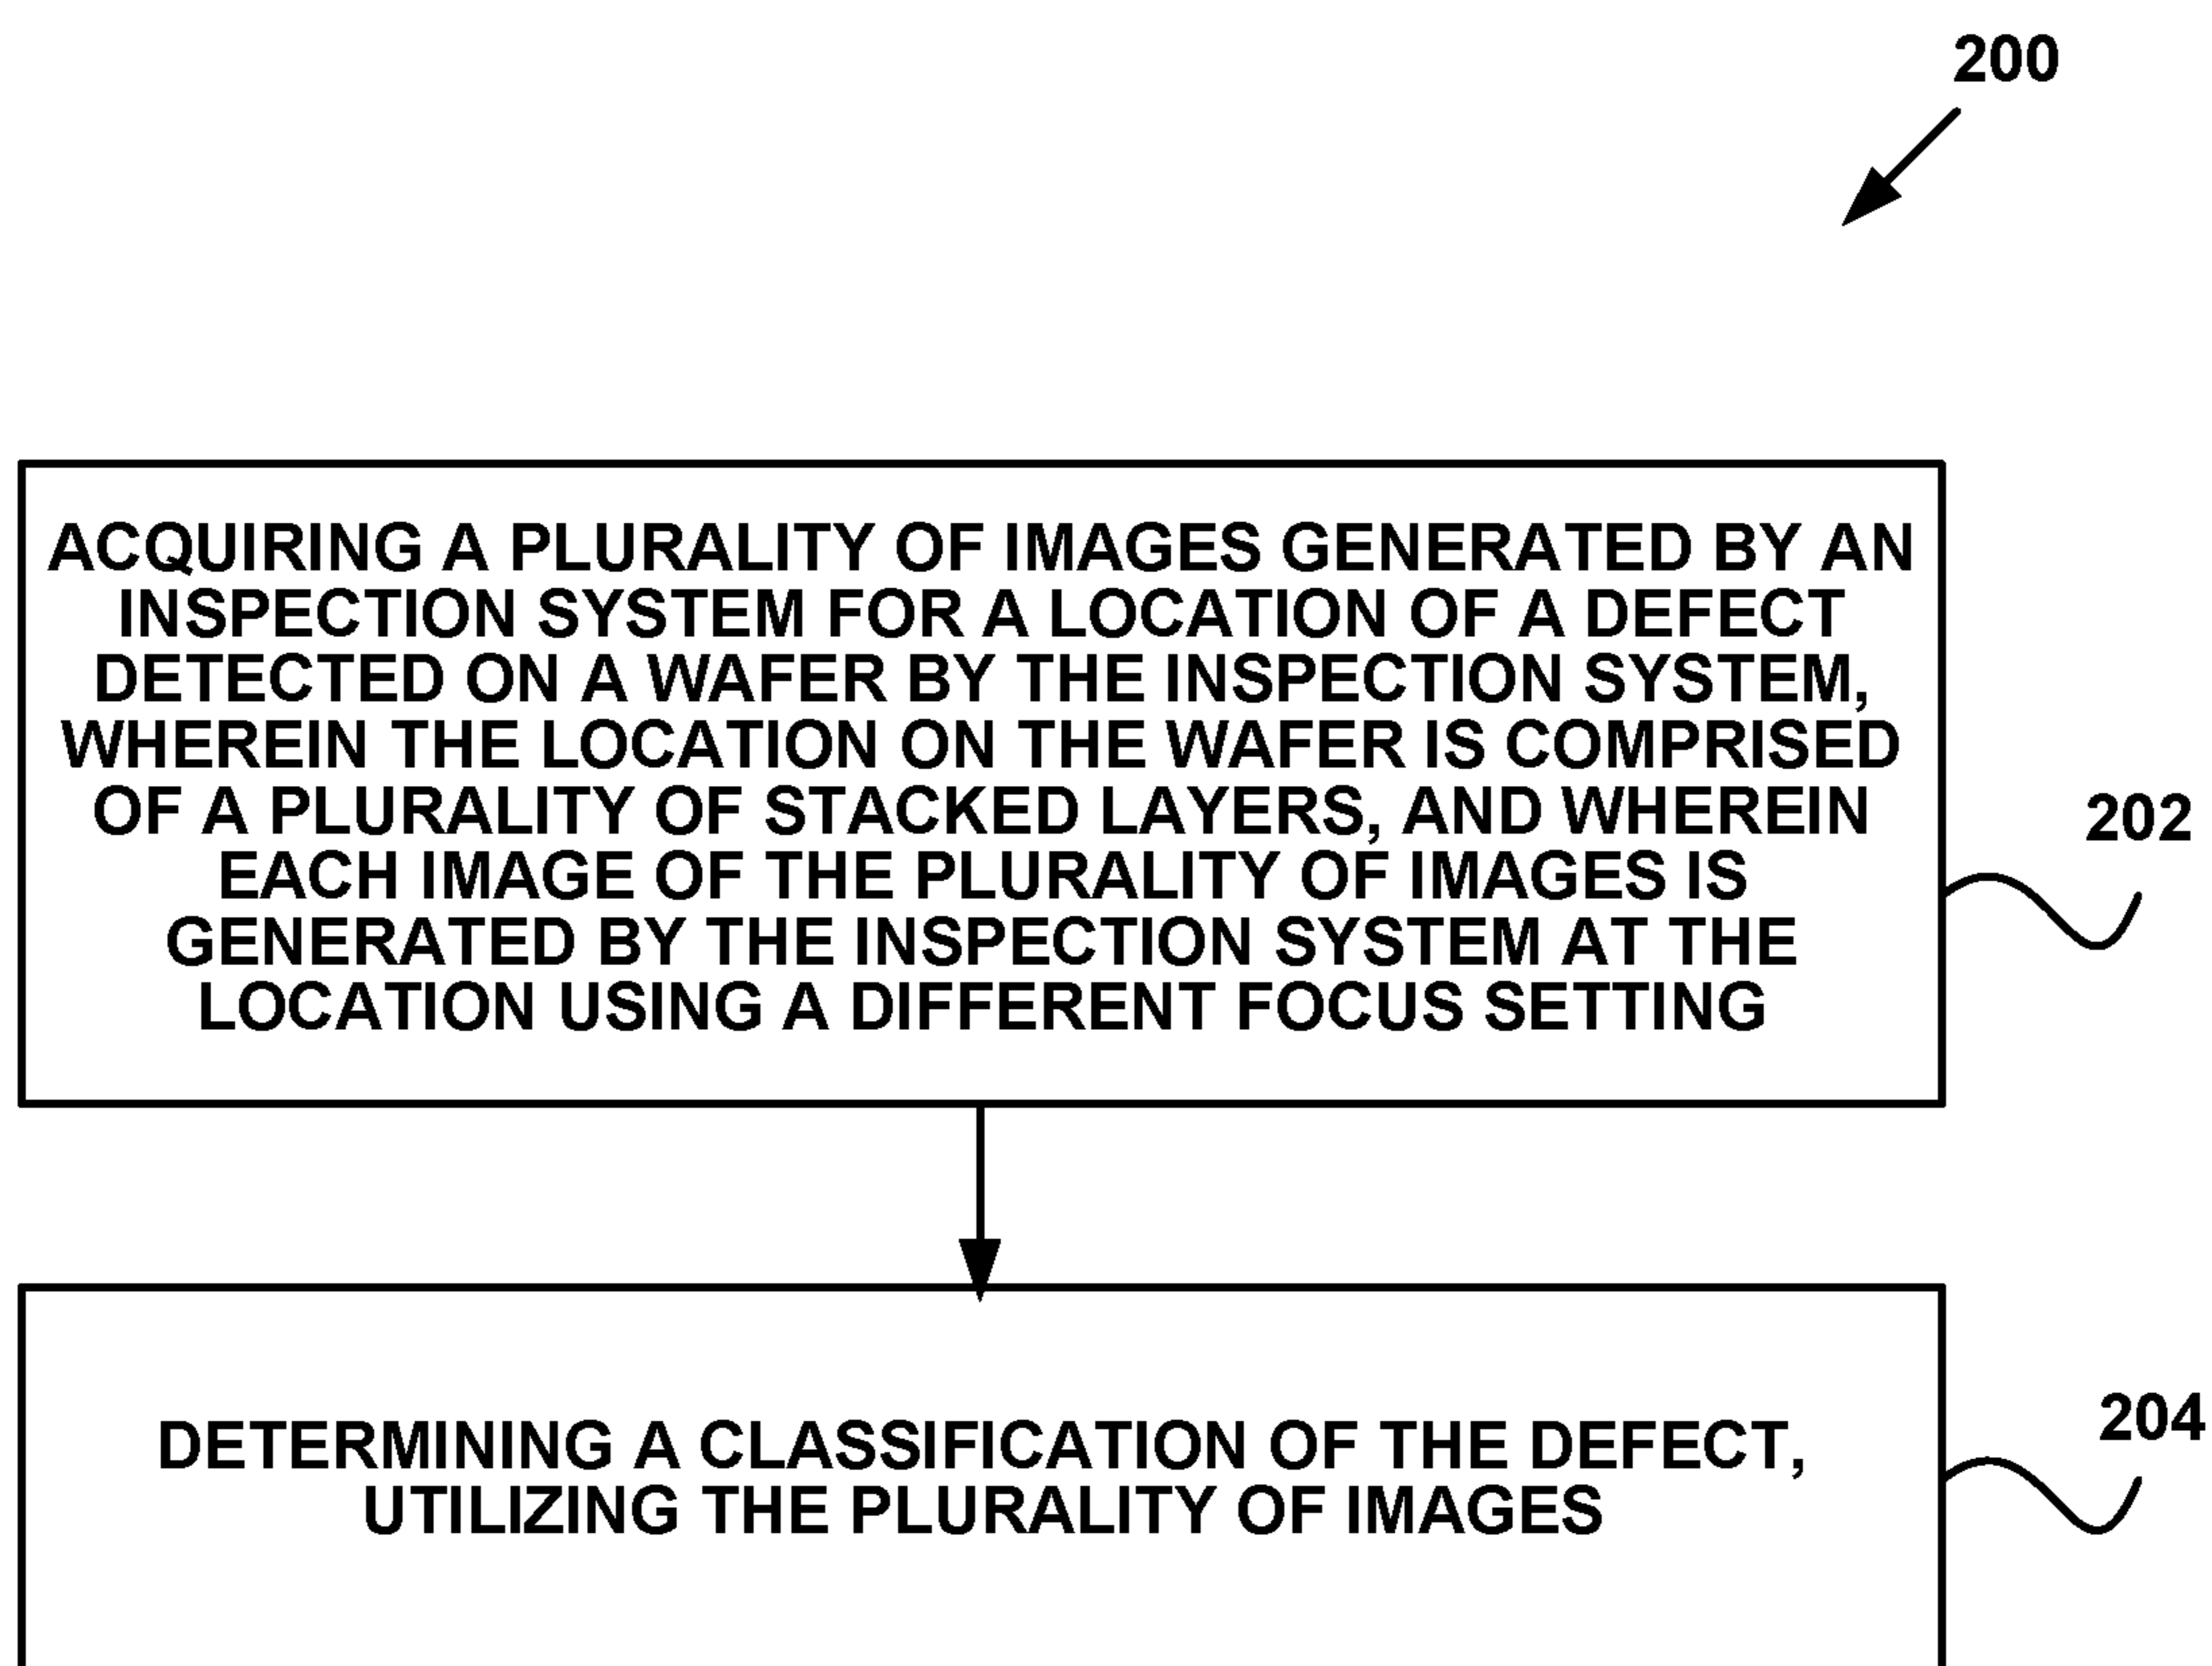 200
ACQUIRING A PLURALITY OF IMAGES GENERATED BY AN
INSPECTION SYSTEM FOR A LOCATION OF A DEFECT
DETECTED ON A WAFER BY THE INSPECTION SYSTEM,
WHEREIN THE LOCATION ON THE WAFER IS COMPRISED
OF A PLURALITY OF STACKED LAYERS, AND WHEREIN
EACH IMAGE OF THE PLURALITY OF IMAGES IS
GENERATED BY THE INSPECTION SYSTEM AT THE
LOCATION USING A DIFFERENT FOCUS SETTING
202
DETERMINING A CLASSIFICATION OF THE DEFECT,
UTILIZING THE PLURALITY OF IMAGES
204